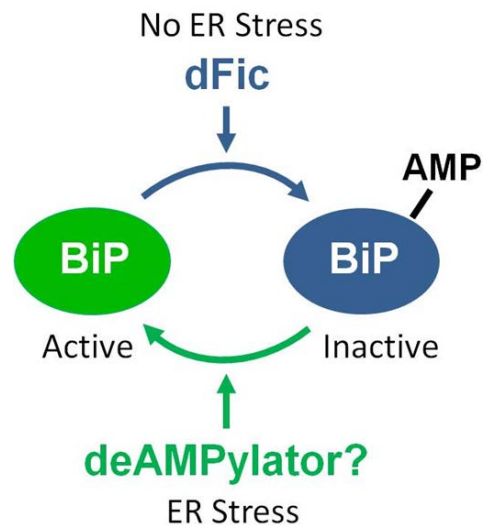 No ER Stress
dFic
AMP
BiP
BiP
Active
Inactive
deAMPylator?
ER Stress